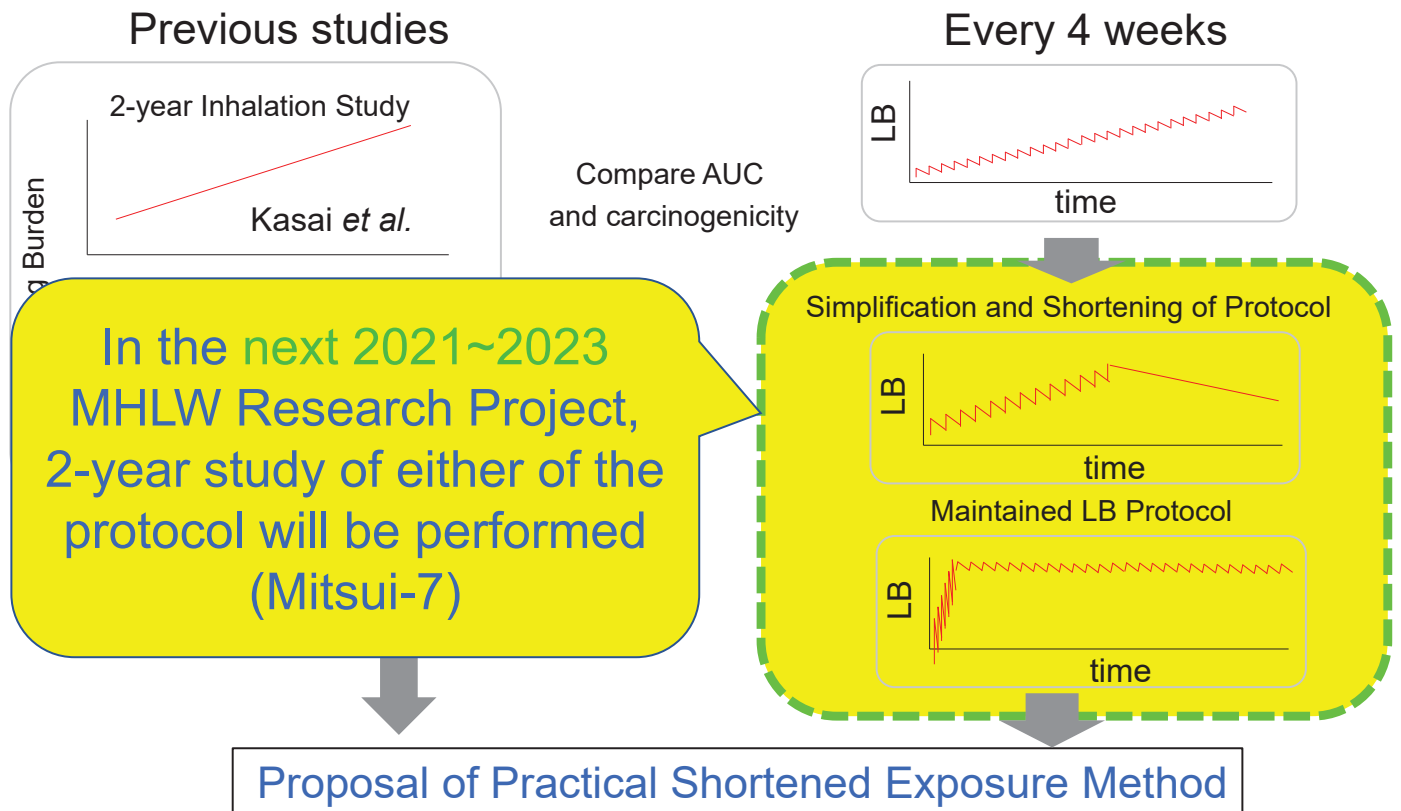 Previous studies
2-year Inhalation Study
Kasai et al.
Burden
Compare AUC
and carcinogenicity
Every 4 weeks
LB
time
Simplification and Shortening of Protocol
LB
time
Maintained LB Protocol
LB
time
In the next 2021~2023
MHLW Research Project,
2-year study of either of the
protocol will be performed
(Mitsui-7)
Proposal of Practical Shortened Exposure Method